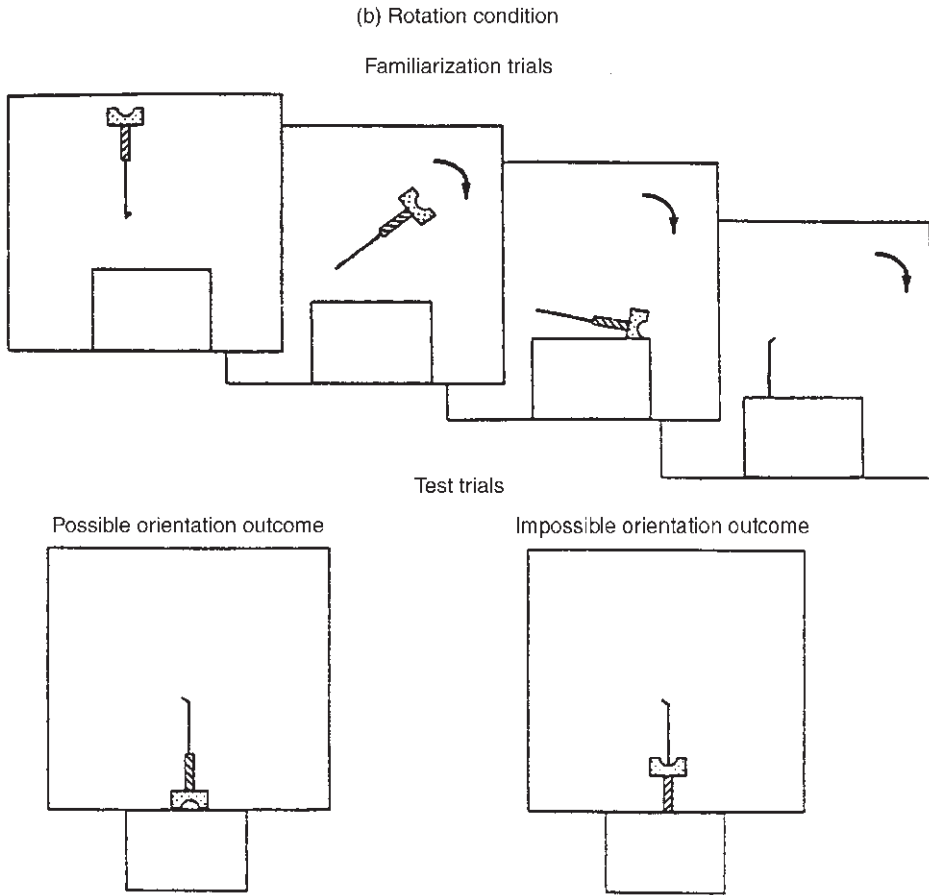 (b) Rotation condition
Familiarization trials
Test trials
Possible orientation outcome
Impossible orientation outcome